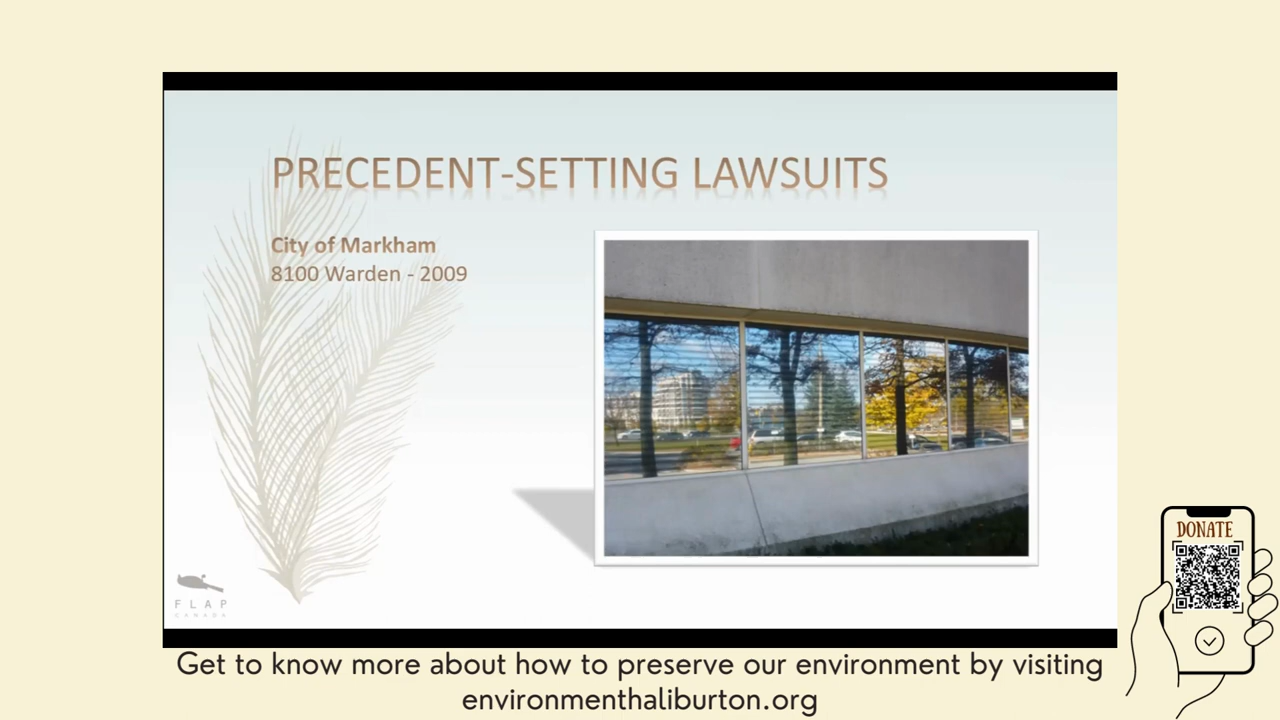 PRECEDENT-SETTING LAWSUITS
City of Markham
8100 Warden - 2009
FLAP
CANADA
DONATE
Get to know more about how to preserve our environment by visiting
environmenthaliburton.org